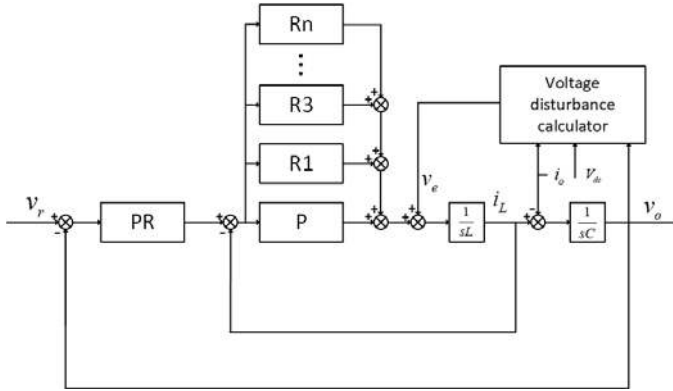 Rn
R3
Voltage
disturbance
calculator
R1
v_e
i_o
V_dc
v_r
PR
P
1
sL
i_L
1
sC
v_o